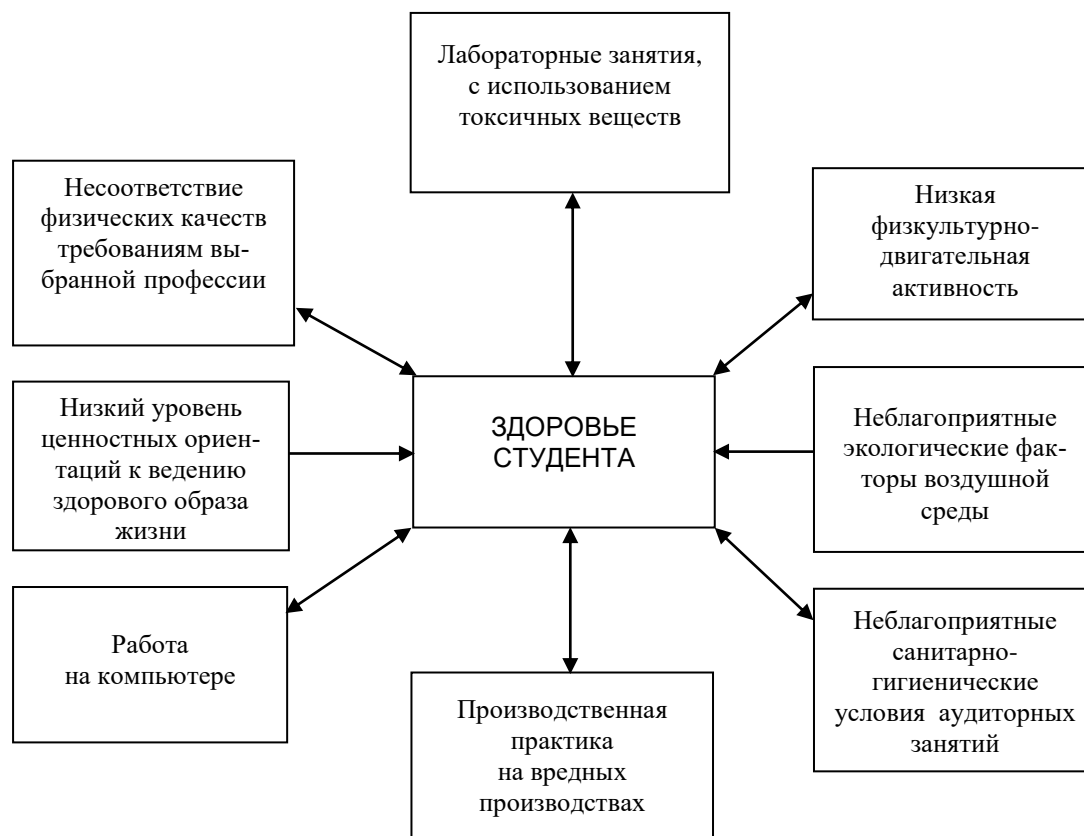 Лабораторные занятия,
с использованием
токсичных веществ
Несоответствие
физических качеств
требованиям вы-
бранной профессии
Низкая
физкультурно-
двигательная
активность
Низкий уровень
ценностных ориен-
таций к ведению
здорового образа
жизни
ЗДОРОВЬЕ
СТУДЕНТА
Неблагоприятные
экологические фак-
торы воздушной
среды
Работа
на компьютере
Производственная
практика
на вредных
производствах
Неблагоприятные
санитарно-
гигиенические
условия аудиторных
занятий